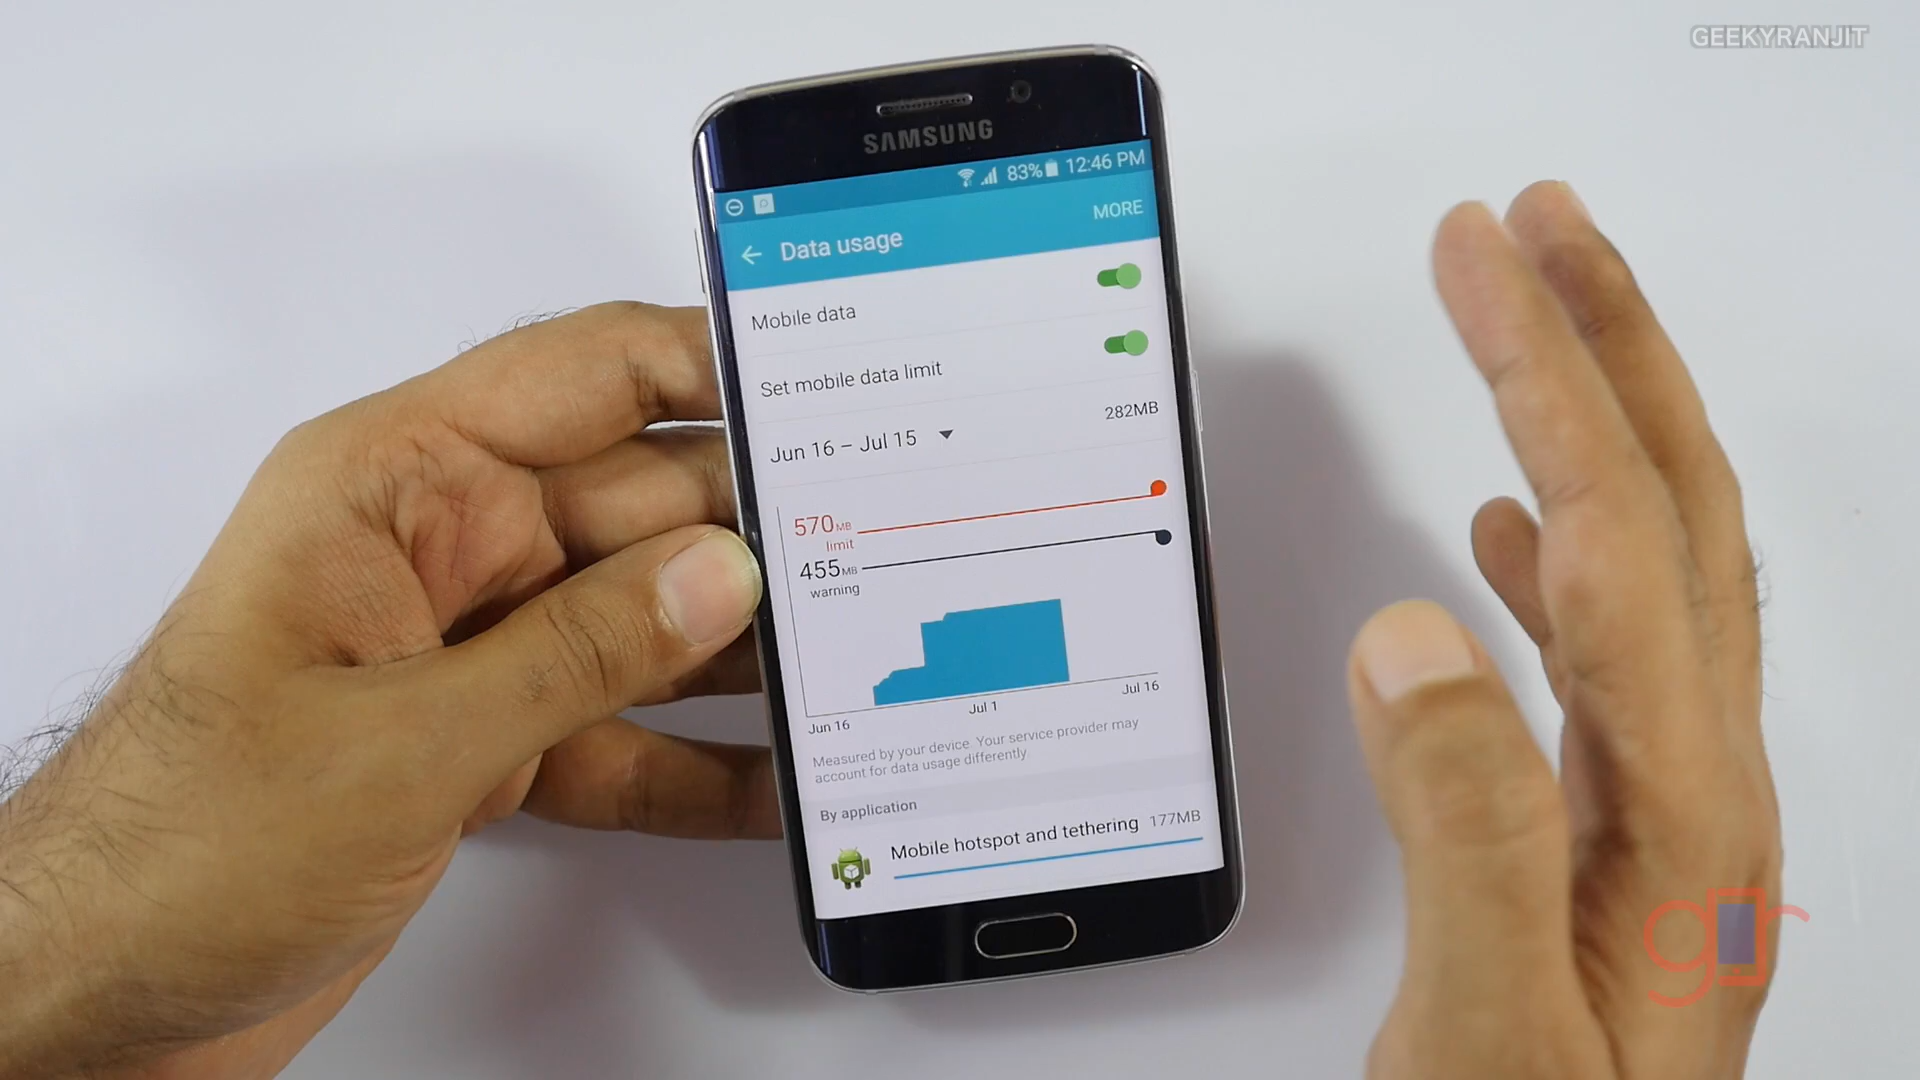 GEEKYRANJIT
SAMSUNG
83% 12:46 PM
Data usage
MORE
Mobile data
Set mobile data limit
Jun 16 – Jul 15
282MB
570MB
limit
455MB
warning
Jun 16
Jul 1
Jul 16
Measured by your device. Your service provider may
account for data usage differently
By application
Mobile hotspot and tethering 177MB
gr